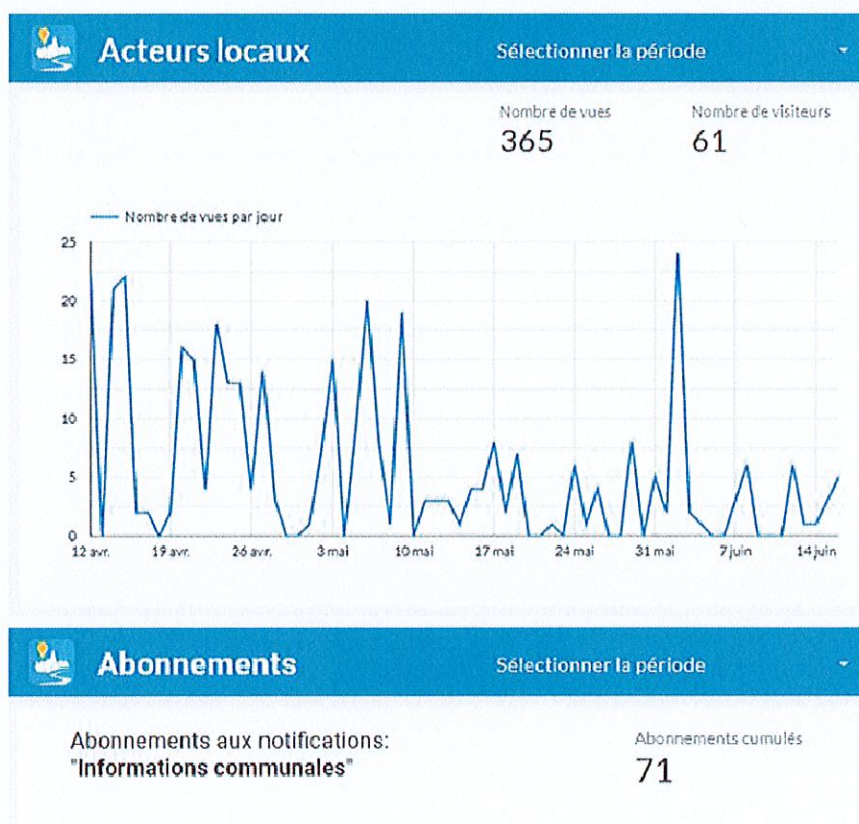 Acteurs locaux
Sélectionner la période
Nombre de vues
Nombre de visiteurs
365
61
Nombre de vues par jour
25
20
15
10
5
0
12 avr.
19 avr.
26 avr.
3 mai
10 mai
17 mai
24 mai
31 mai
7 juin
14 juin
Abonnements
Sélectionner la période
Abonnements aux notifications:
"Informations communales"
Abonnements cumulés
71